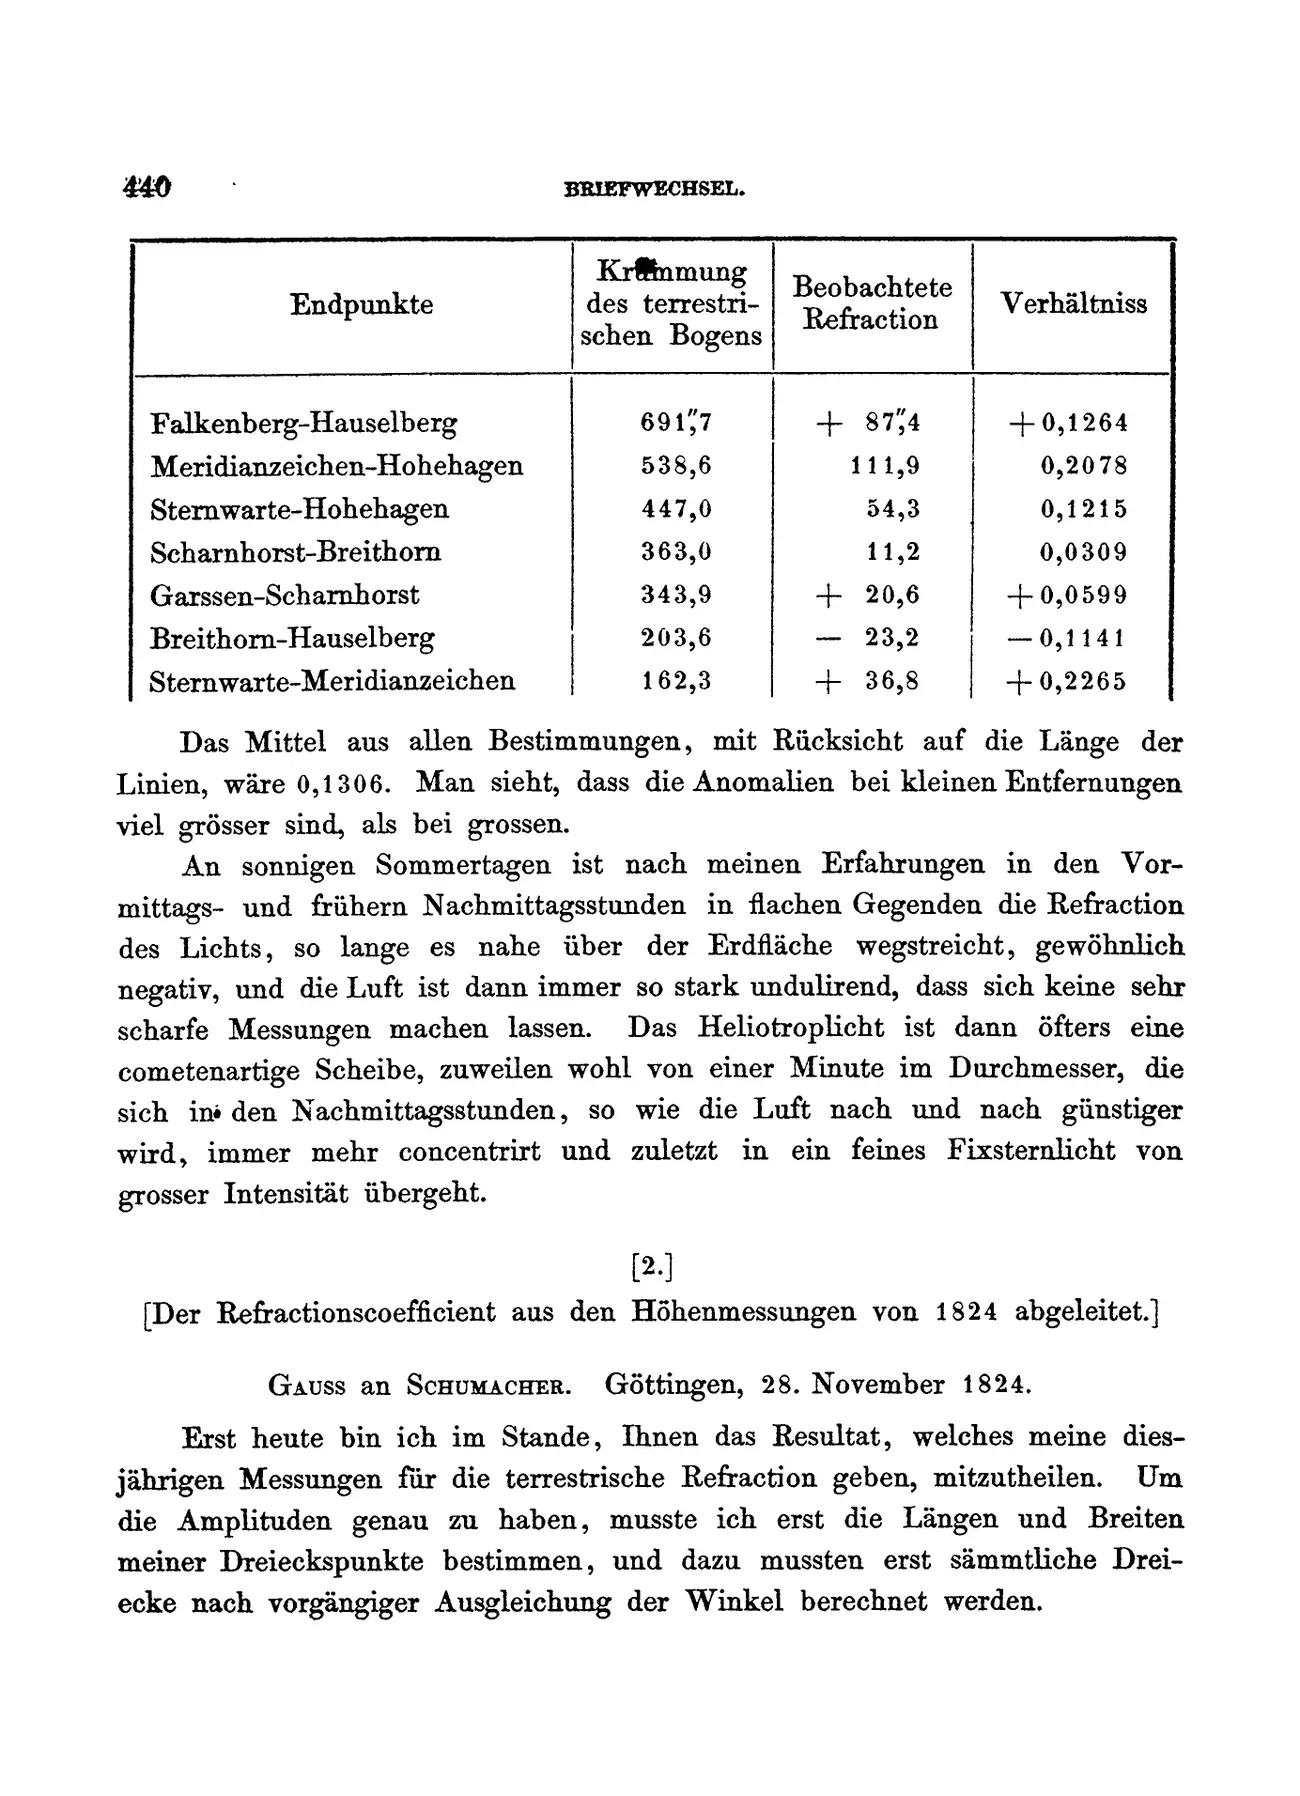 440
BRIEFWECHSEL.
Endpunkte
Krümmung
des terrestri-
schen Bogens
Beobachtete
Refraction
Verhältniss
Falkenberg-Hauselberg 691,″7 + 87,″4 + 0,1264
Meridianzeichen-Hohehagen 538,6 111,9 0,2078
Sternwarte-Hohehagen 447,0 54,3 0,1215
Scharnhorst-Breithorn 363,0 11,2 0,0309
Garssen-Scharnhorst 343,9 + 20,6 + 0,0599
Breithorn-Hauselberg 203,6 — 23,2 — 0,1141
Sternwarte-Meridianzeichen 162,3 + 36,8 + 0,2265
Das Mittel aus allen Bestimmungen, mit Rücksicht auf die Länge der
Linien, wäre 0,1306. Man sieht, dass die Anomalien bei kleinen Entfernungen
viel grösser sind, als bei grossen.
An sonnigen Sommertagen ist nach meinen Erfahrungen in den Vor-
mittags- und frühern Nachmittagsstunden in flachen Gegenden die Refraction
des Lichts, so lange es nahe über der Erdfläche wegstreicht, gewöhnlich
negativ, und die Luft ist dann immer so stark undulirend, dass sich keine sehr
scharfe Messungen machen lassen. Das Heliotroplicht ist dann öfters eine
cometenartige Scheibe, zuweilen wohl von einer Minute im Durchmesser, die
sich in den Nachmittagsstunden, so wie die Luft nach und nach günstiger
wird, immer mehr concentrirt und zuletzt in ein feines Fixsternlicht von
grosser Intensität übergeht.
[2.]
[Der Refractionscoefficient aus den Höhenmessungen von 1824 abgeleitet.]
GAUSS an SCHUMACHER. Göttingen, 28. November 1824.
Erst heute bin ich im Stande, Ihnen das Resultat, welches meine dies-
jährigen Messungen für die terrestrische Refraction geben, mitzutheilen. Um
die Amplituden genau zu haben, musste ich erst die Längen und Breiten
meiner Dreieckspunkte bestimmen, und dazu mussten erst sämmtliche Drei-
ecke nach vorgängiger Ausgleichung der Winkel berechnet werden.